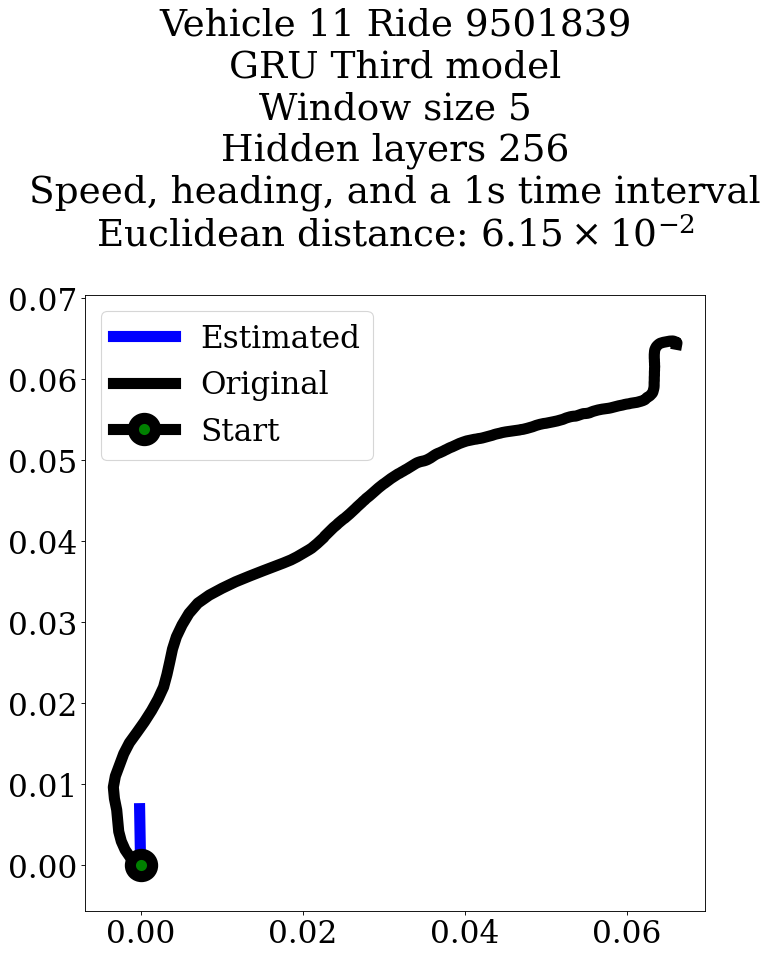 Vehicle 11 Ride 9501839
GRU Third model
Window size 5
Hidden layers 256
Speed, heading, and a 1s time interval
Euclidean distance: 6.15 × 10⁻²
Estimated
Original
Start
0.07
0.06
0.05
0.04
0.03
0.02
0.01
0.00
0.00 0.02 0.04 0.06